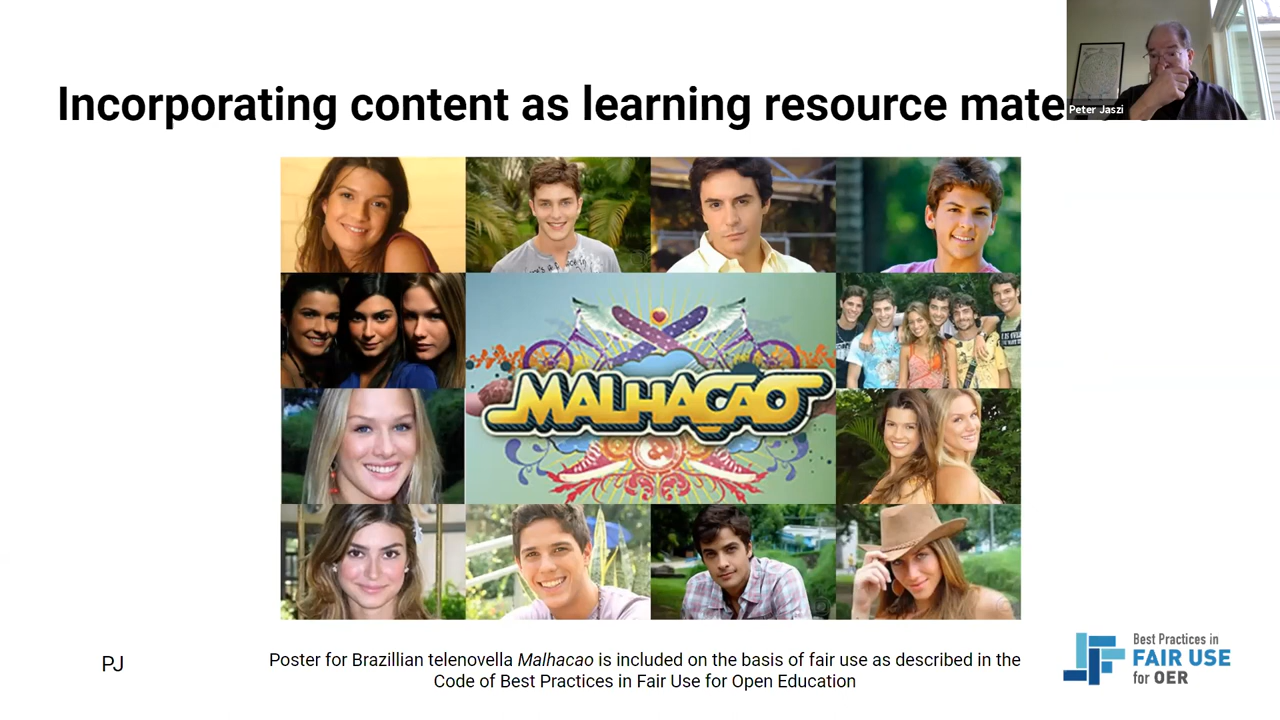 Incorporating content as learning resource mate
Peter Jaszi
MALHAÇÃO
PJ
Poster for Brazillian telenovella Malhacao is included on the basis of fair use as described in the
Code of Best Practices in Fair Use for Open Education
Best Practices in
FAIR USE
for OER